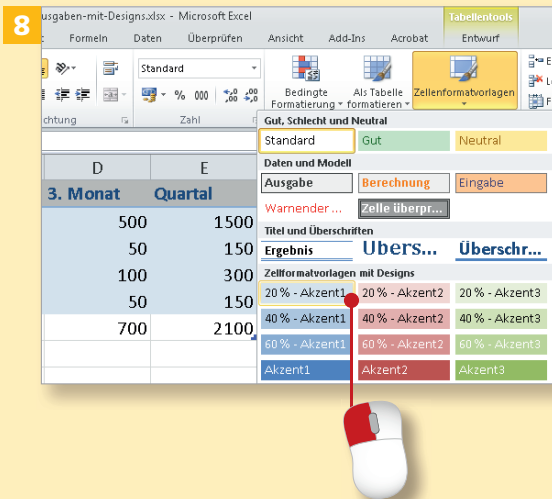 8
usgaben-mit-Designs.xlsx - Microsoft Excel
Tabellentools
Formeln Daten Überprüfen Ansicht Add-Ins Acrobat Entwurf
Standard
% 000
Bedingte Formatierung
Als Tabelle formatieren
Zellenformatvorlagen
chtung
Zahl
Gut, Schlecht und Neutral
Standard Gut Neutral
Daten und Modell
Ausgabe Berechnung Eingabe
Warnender ... Zelle überpr...
Titel und Überschriften
Ergebnis Übers... Überschr...
Zellformatvorlagen mit Designs
20 % - Akzent1 20 % - Akzent2 20 % - Akzent3
40 % - Akzent1 40 % - Akzent2 40 % - Akzent3
60 % - Akzent1 60 % - Akzent2 60 % - Akzent3
Akzent1 Akzent2 Akzent3
D E
3. Monat Quartal
500 1500
50 150
100 300
50 150
700 2100